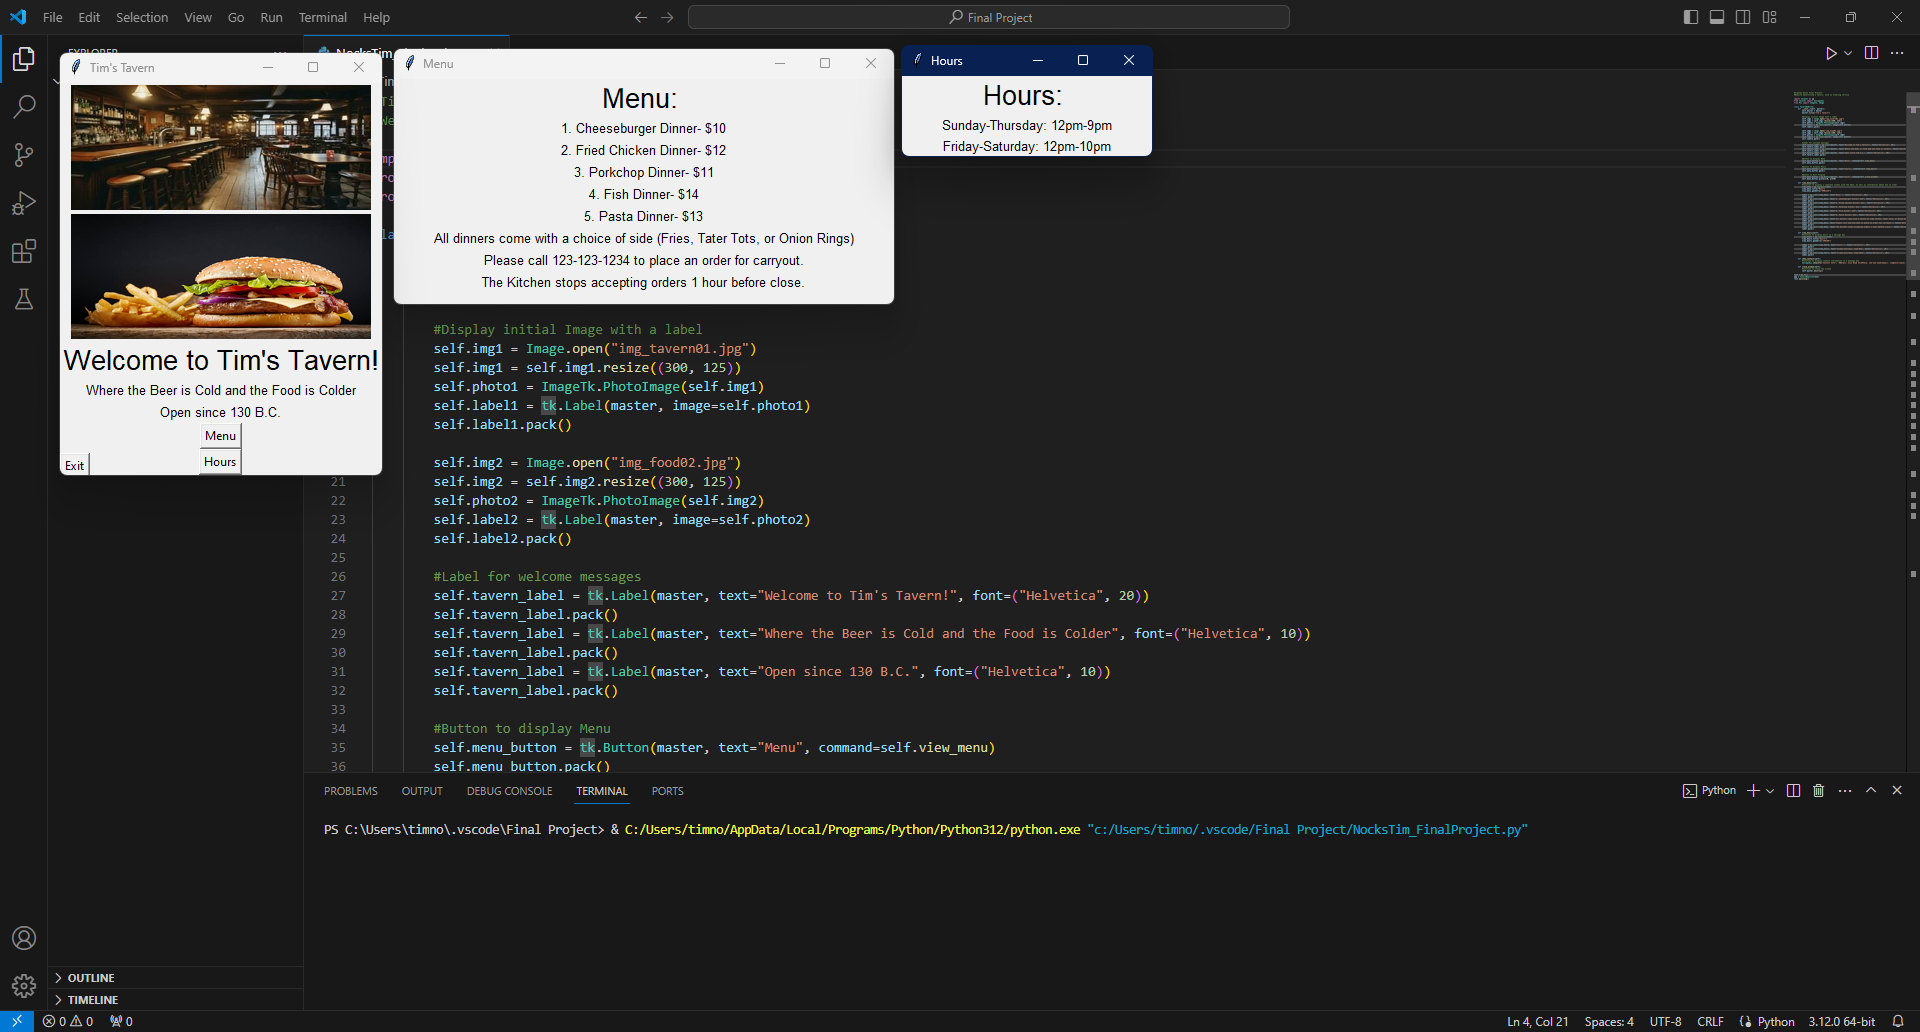 File Edit Selection View Go Run Terminal Help
Final Project
EXPLORER
NocksTim
Tim's Tavern
Welcome to Tim's Tavern!
Where the Beer is Cold and the Food is Colder
Open since 130 B.C.
Menu
Hours
Exit
Menu
Menu:
1. Cheeseburger Dinner- $10
2. Fried Chicken Dinner- $12
3. Porkchop Dinner- $11
4. Fish Dinner- $14
5. Pasta Dinner- $13
All dinners come with a choice of side (Fries, Tater Tots, or Onion Rings)
Please call 123-123-1234 to place an order for carryout.
The Kitchen stops accepting orders 1 hour before close.
Hours
Hours:
Sunday-Thursday: 12pm-9pm
Friday-Saturday: 12pm-10pm
#Display initial Image with a label
self.img1 = Image.open("img_tavern01.jpg")
self.img1 = self.img1.resize((300, 125))
self.photo1 = ImageTk.PhotoImage(self.img1)
self.label1 = tk.Label(master, image=self.photo1)
self.label1.pack()
self.img2 = Image.open("img_food02.jpg")
21 self.img2 = self.img2.resize((300, 125))
22 self.photo2 = ImageTk.PhotoImage(self.img2)
23 self.label2 = tk.Label(master, image=self.photo2)
24 self.label2.pack()
25
26 #Label for welcome messages
27 self.tavern_label = tk.Label(master, text="Welcome to Tim's Tavern!", font=("Helvetica", 20))
28 self.tavern_label.pack()
29 self.tavern_label = tk.Label(master, text="Where the Beer is Cold and the Food is Colder", font=("Helvetica", 10))
30 self.tavern_label.pack()
31 self.tavern_label = tk.Label(master, text="Open since 130 B.C.", font=("Helvetica", 10))
32 self.tavern_label.pack()
33
34 #Button to display Menu
35 self.menu_button = tk.Button(master, text="Menu", command=self.view_menu)
36 self.menu_button.pack()
PROBLEMS OUTPUT DEBUG CONSOLE TERMINAL PORTS
Python
PS C:\Users\timno\.vscode\Final Project> & C:/Users/timno/AppData/Local/Programs/Python/Python312/python.exe "c:/Users/timno/.vscode/Final Project/NocksTim_FinalProject.py"
OUTLINE
TIMELINE
0 0 0
Ln 4, Col 21 Spaces: 4 UTF-8 CRLF Python 3.12.0 64-bit